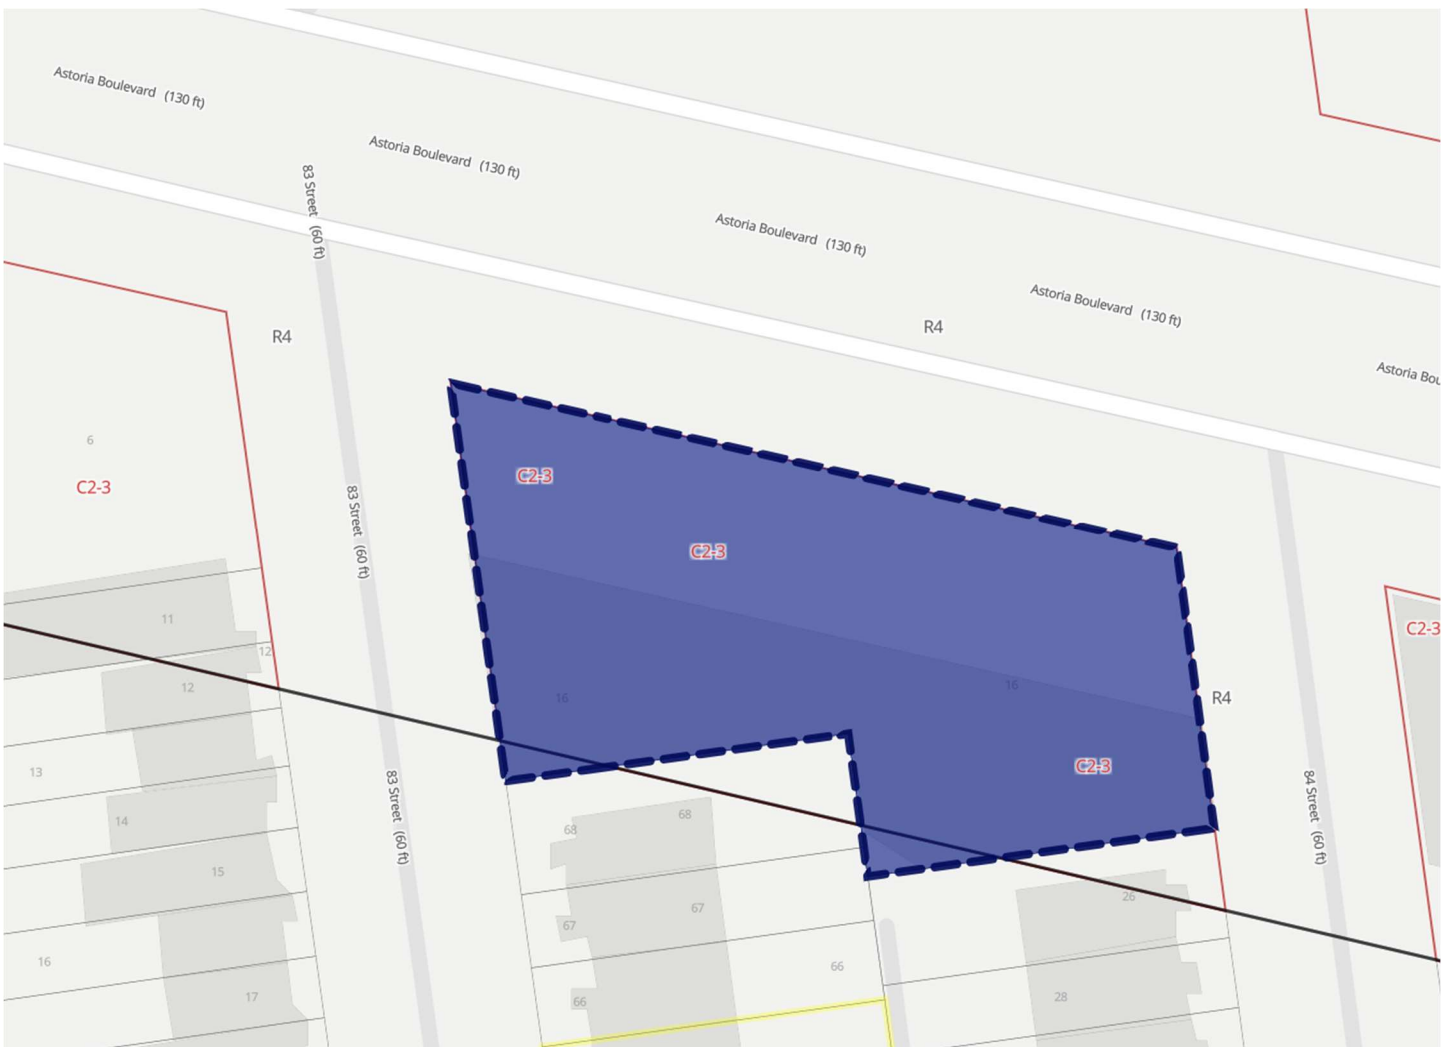 Astoria Boulevard (130 ft)
Astoria Boulevard (130 ft)
Astoria Boulevard (130 ft)
Astoria Boulevard (130 ft)
Astoria Bou
83 Street (60 ft)
R4
R4
6
C2-3
C2-3
C2-3
83 Street (60 ft)
11
12
12
C2-3
16
16
R4
13
C2-3
83 Street (60 ft)
84 Street (60 ft)
14
68
68
15
26
67
67
16
66
17
66
28